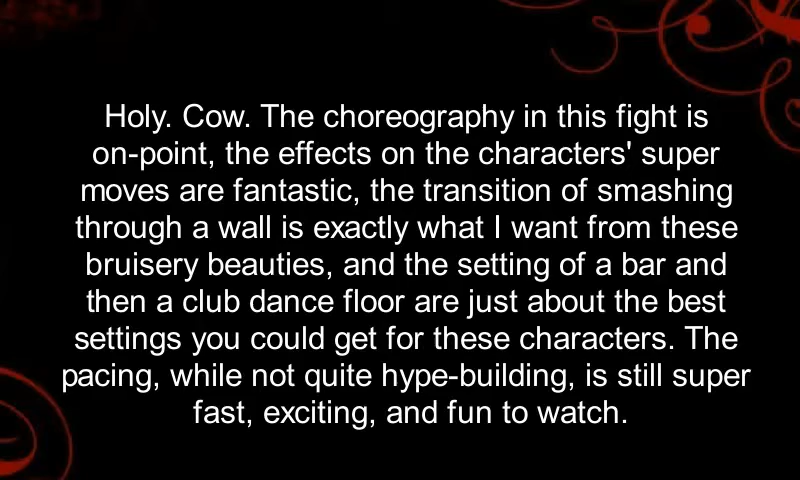 Holy. Cow. The choreography in this fight is
on-point, the effects on the characters' super
moves are fantastic, the transition of smashing
through a wall is exactly what I want from these
bruisery beauties, and the setting of a bar and
then a club dance floor are just about the best
settings you could get for these characters. The
pacing, while not quite hype-building, is still super
fast, exciting, and fun to watch.